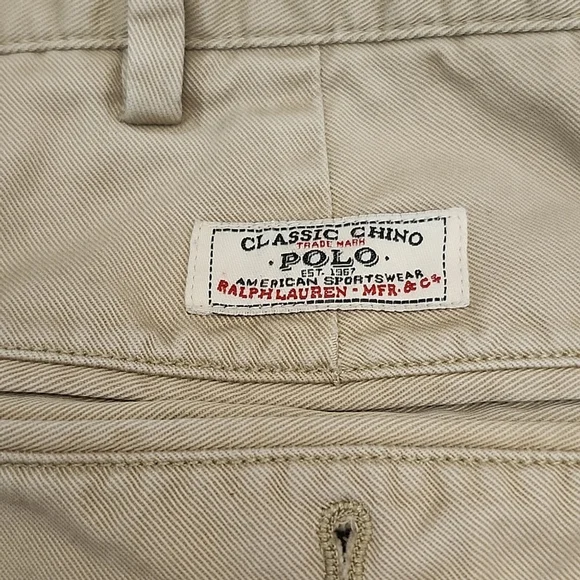 CLASSIC CHINO
TRADE MARK
· POLO ·
EST. 1967
AMERICAN SPORTSWEAR
RALPH LAUREN - MFR. & Co.